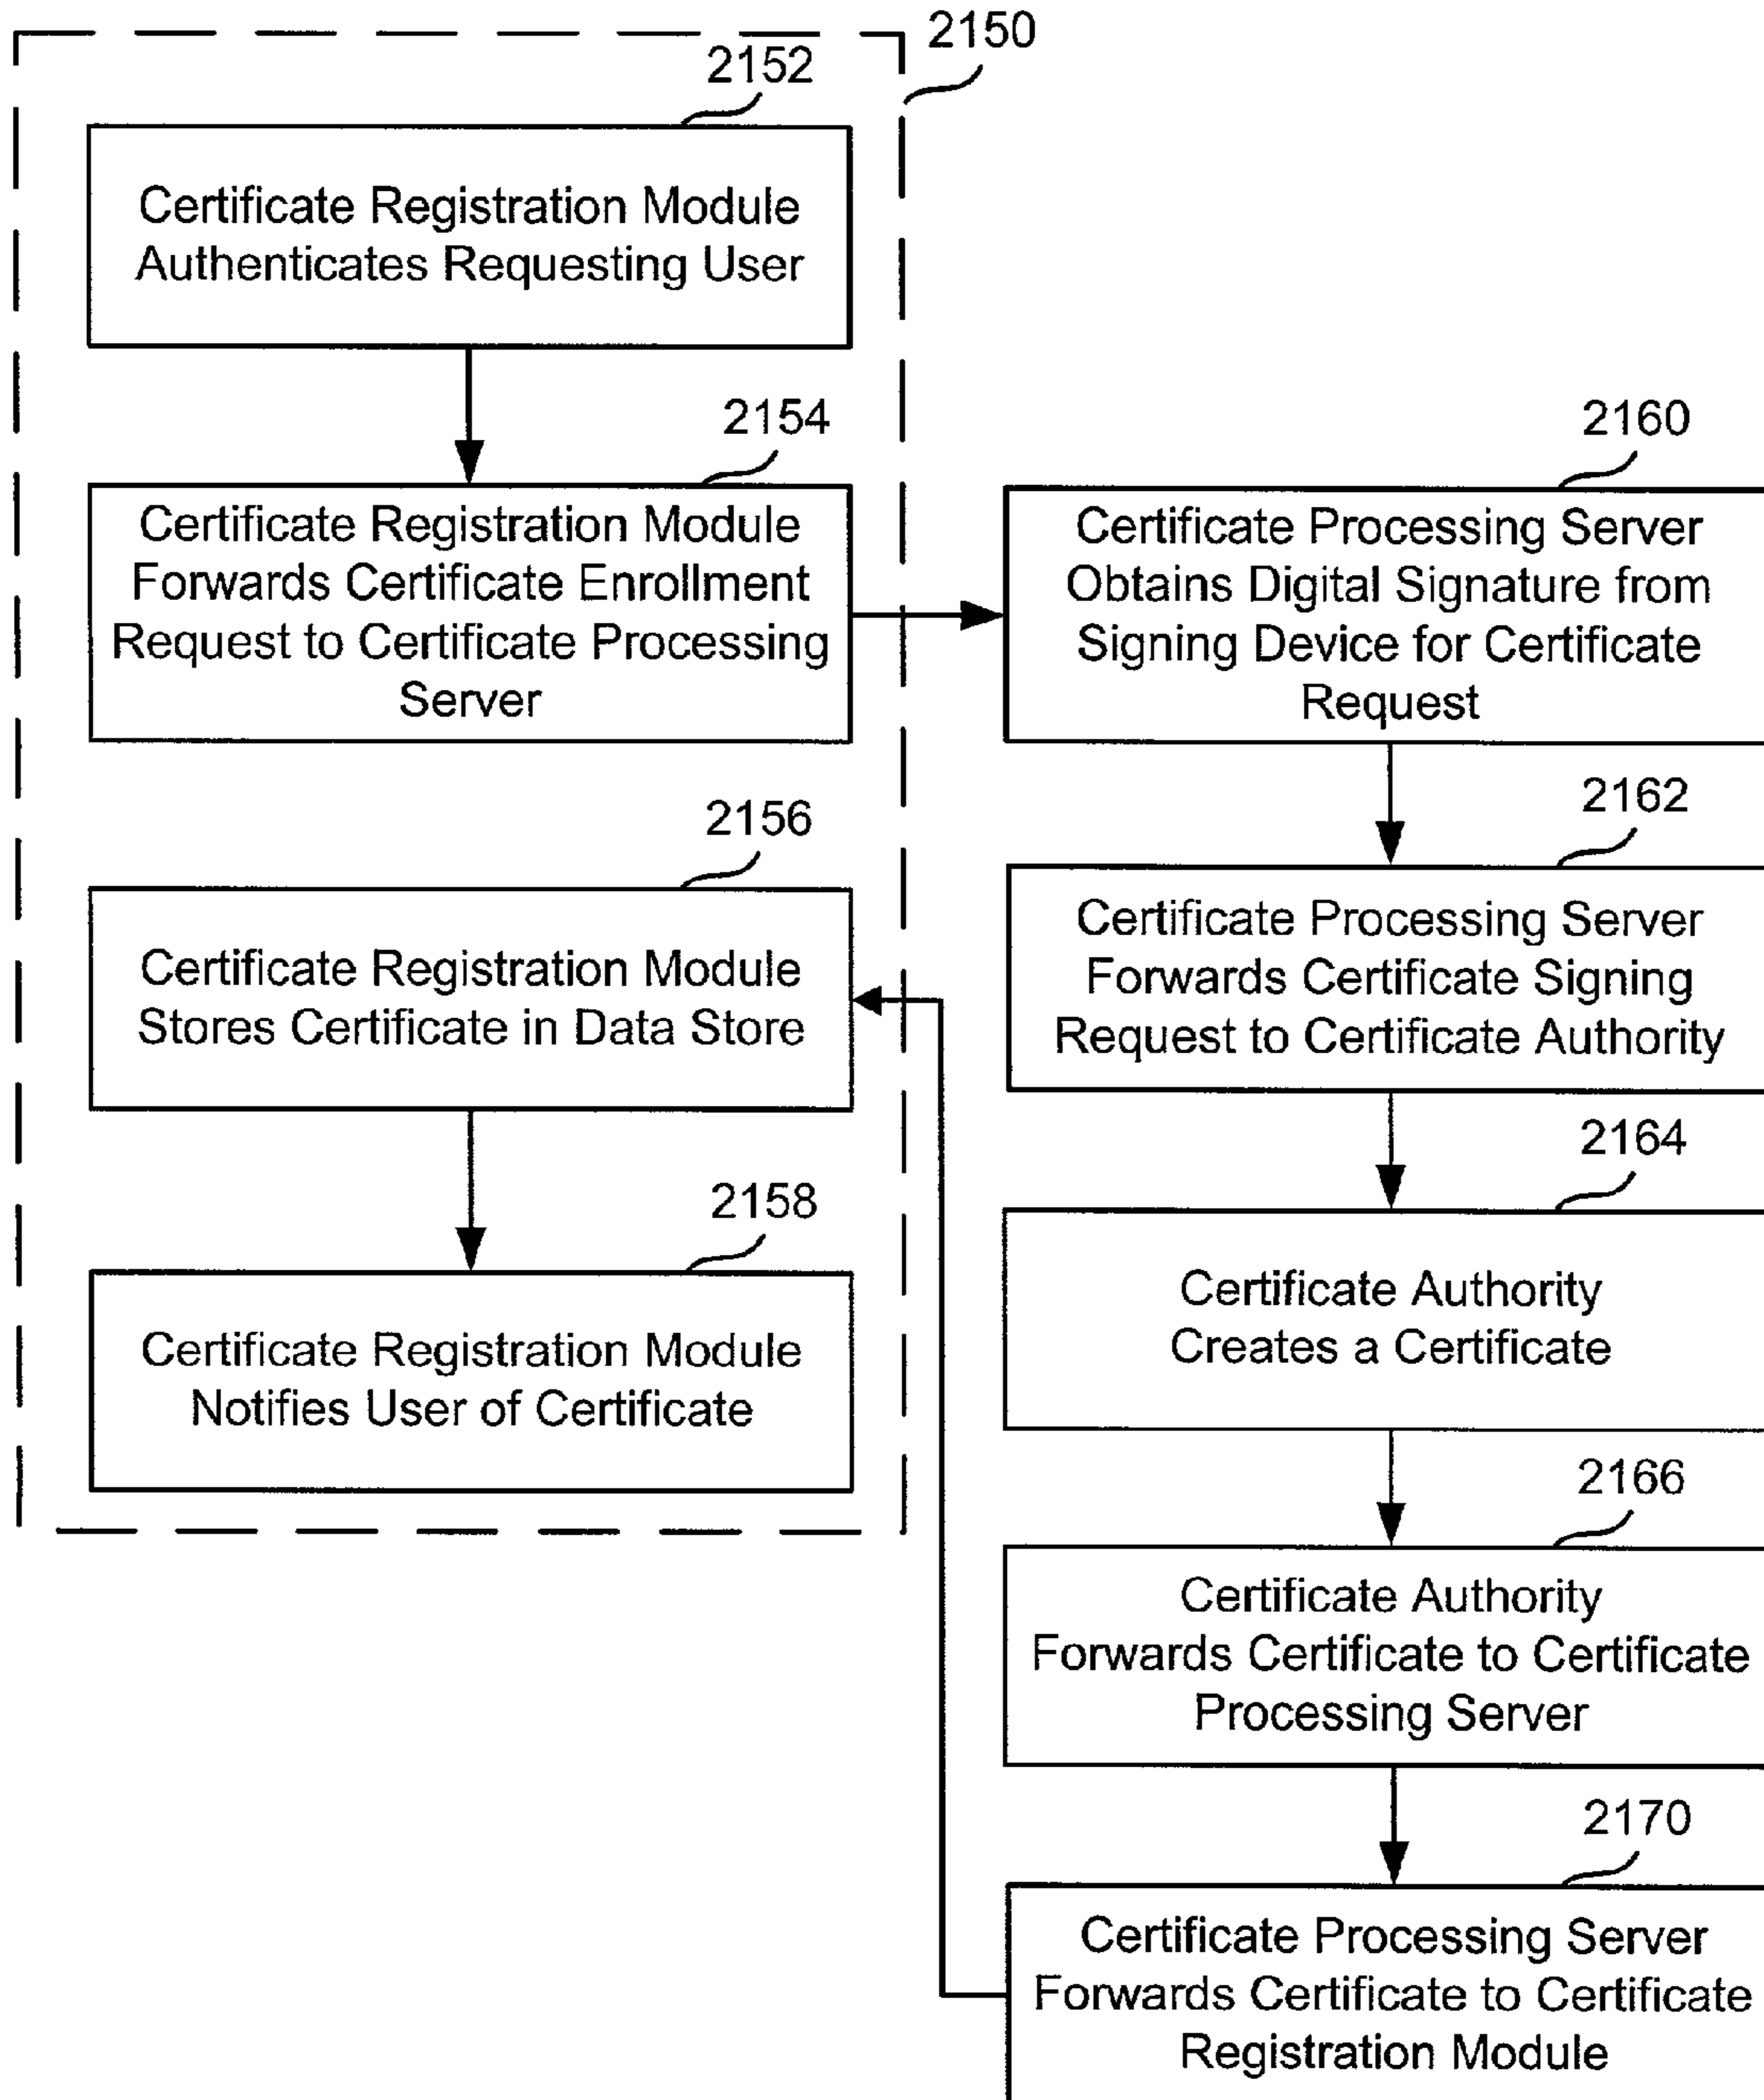 2150
2152
Certificate Registration Module
Authenticates Requesting User
2154
Certificate Registration Module
Forwards Certificate Enrollment
Request to Certificate Processing
Server
2156
Certificate Registration Module
Stores Certificate in Data Store
2158
Certificate Registration Module
Notifies User of Certificate
2160
Certificate Processing Server
Obtains Digital Signature from
Signing Device for Certificate
Request
2162
Certificate Processing Server
Forwards Certificate Signing
Request to Certificate Authority
2164
Certificate Authority
Creates a Certificate
2166
Certificate Authority
Forwards Certificate to Certificate
Processing Server
2170
Certificate Processing Server
Forwards Certificate to Certificate
Registration Module